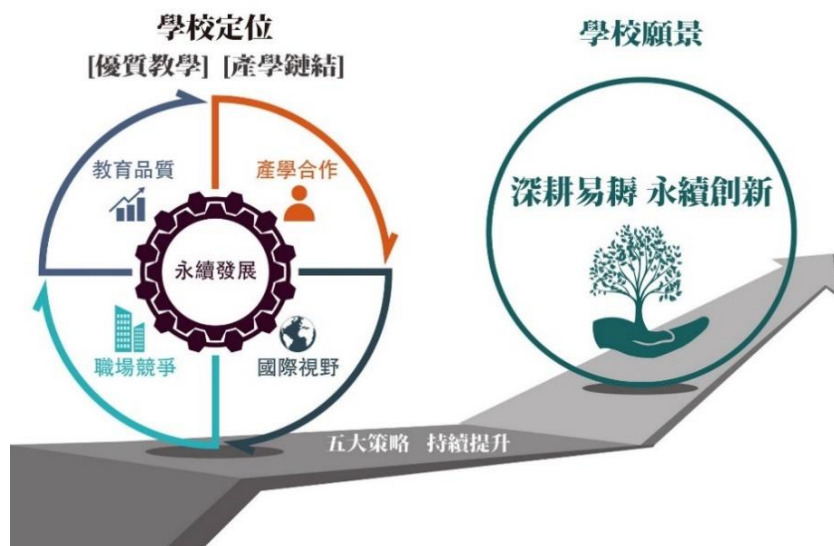 學校定位
[優質教學] [產學鏈結]
教育品質
產學合作
永續發展
職場競爭
國際視野
學校願景
深耕易耨 永續創新
五大策略 持續提升